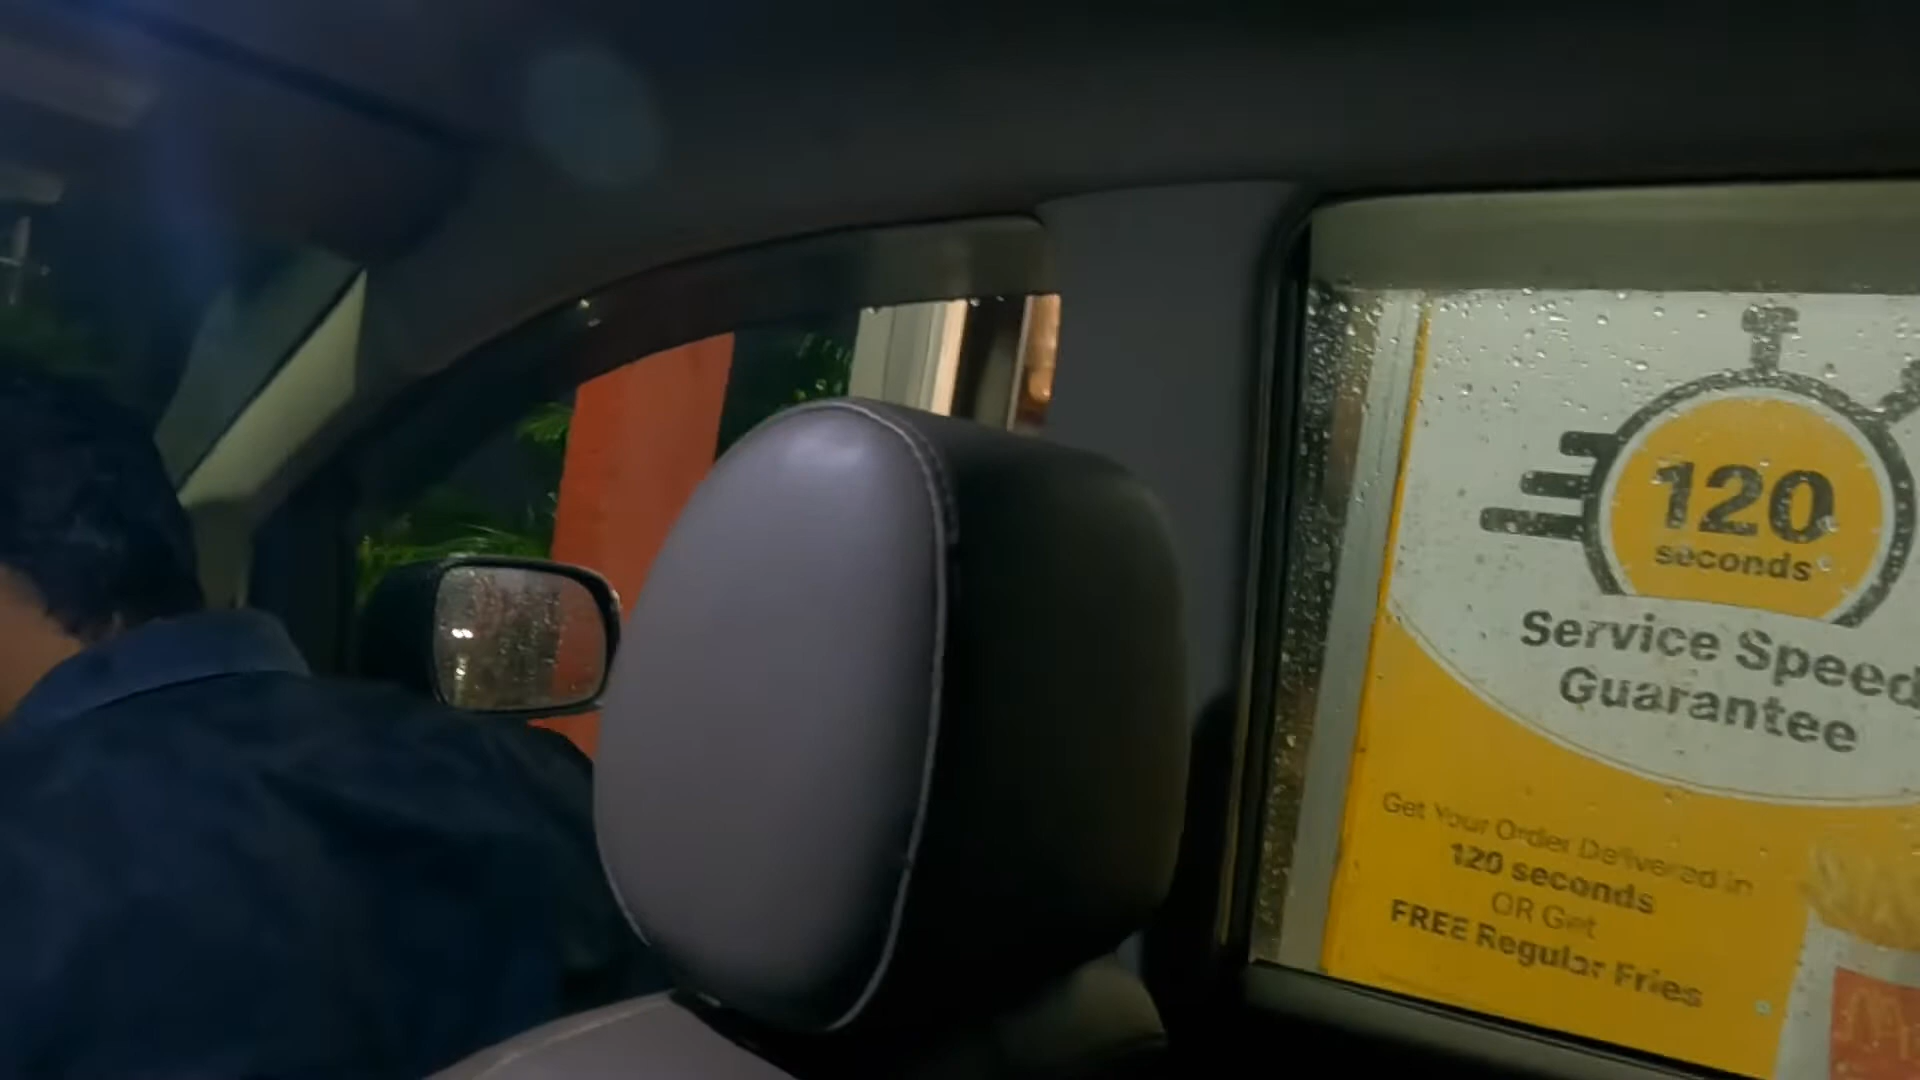 120
seconds
Service Speed
Guarantee
Get Your Order Delivered in
120 seconds
OR Get
FREE Regular Fries